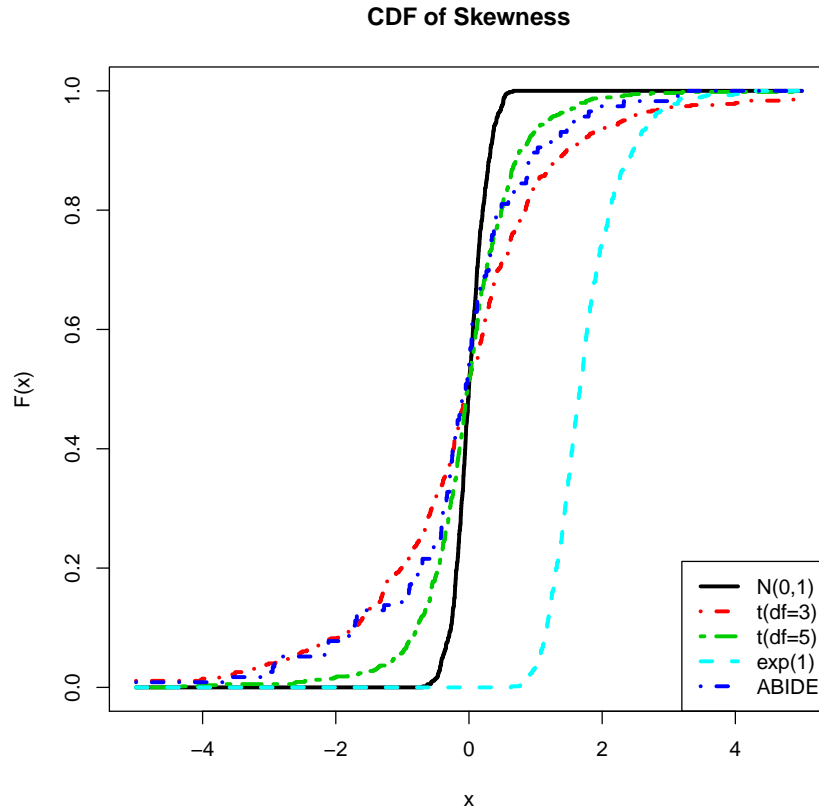 CDF of Skewness
F(x)
1.0
0.8
0.6
0.4
0.2
0.0
N(0,1)
t(df=3)
t(df=5)
exp(1)
ABIDE
−4
−2
0
2
4
x